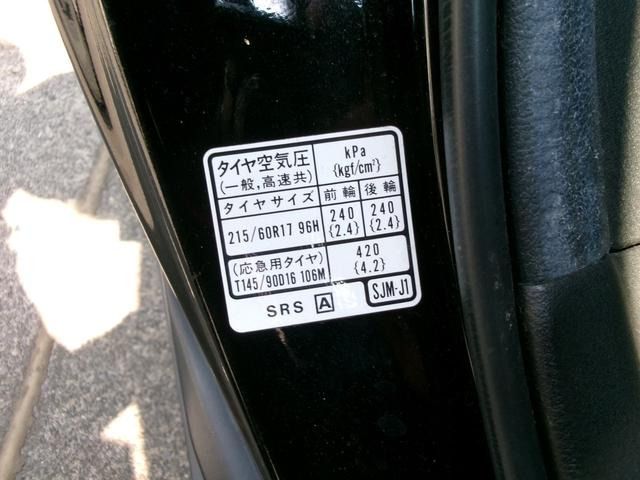 タイヤ空気圧 kPa
(一般,高速共) {kgf/cm²}
タイヤサイズ 前輪 後輪
215/60R17 96H 240 240
{2.4} {2.4}
(応急用タイヤ) 420
T145/90D16 106M {4.2}
SRS A SJM-J1